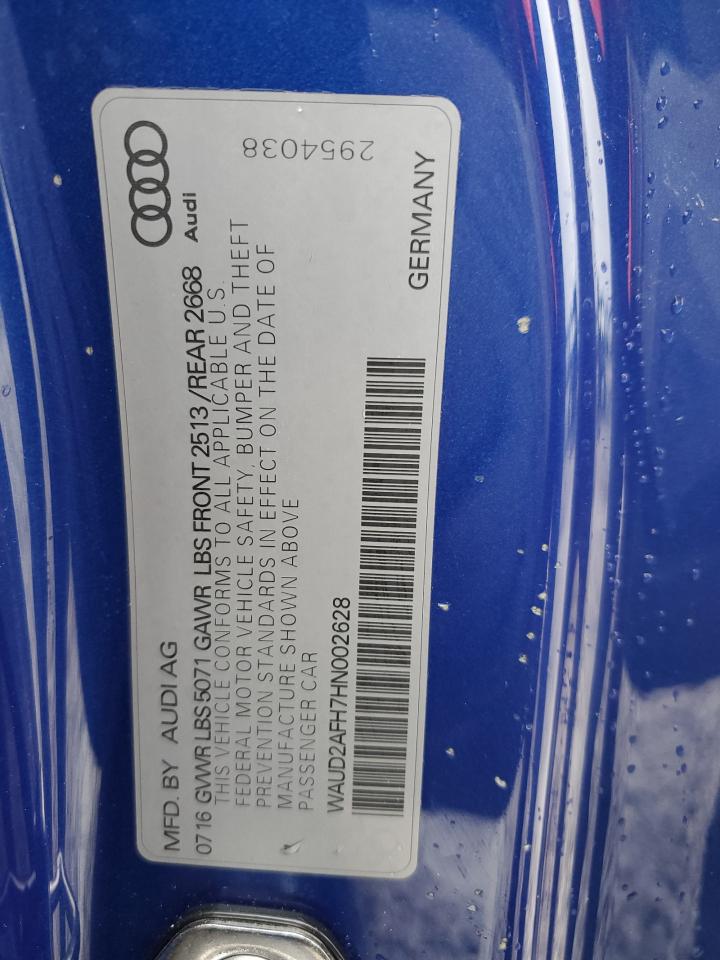 MFD. BY AUDI AG
Audi
0716 GVWR LBS 5071 GAWR LBS FRONT 2513 /REAR 2668
THIS VEHICLE CONFORMS TO ALL APPLICABLE U.S.
FEDERAL MOTOR VEHICLE SAFETY, BUMPER AND THEFT
PREVENTION STANDARDS IN EFFECT ON THE DATE OF
MANUFACTURE SHOWN ABOVE
PASSENGER CAR
WAUD2AFH7HN002628
GERMANY
2954038